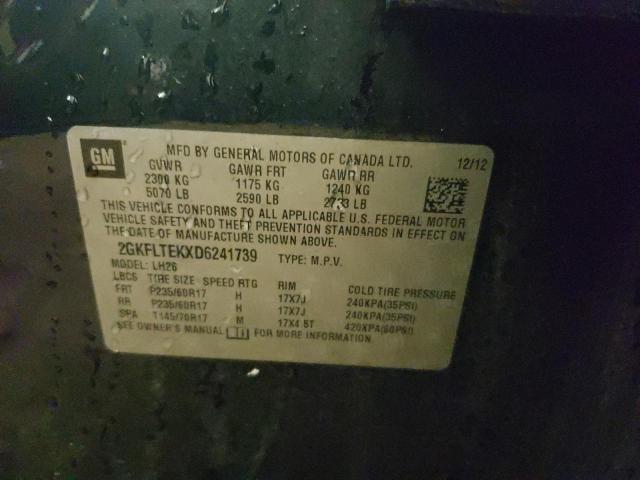 GM
MFD BY GENERAL MOTORS OF CANADA LTD. 12/12
GVWR GAWR FRT GAWR RR
2300 KG 1175 KG 1240 KG
5070 LB 2590 LB 2733 LB
THIS VEHICLE CONFORMS TO ALL APPLICABLE U.S. FEDERAL MOTOR
VEHICLE SAFETY AND THEFT PREVENTION STANDARDS IN EFFECT ON
THE DATE OF MANUFACTURE SHOWN ABOVE.
2GKFLTEKXD6241739 TYPE: M.P.V.
MODEL: LH26
LBCS TIRE SIZE SPEED RTG RIM COLD TIRE PRESSURE
FRT P235/60R17 H 17X7J 240KPA(35PSI)
RR P235/60R17 H 17X7J 240KPA(35PSI)
SPA T145/70R17 M 17X4 ST 420KPA(60PSI)
SEE OWNER'S MANUAL FOR MORE INFORMATION.